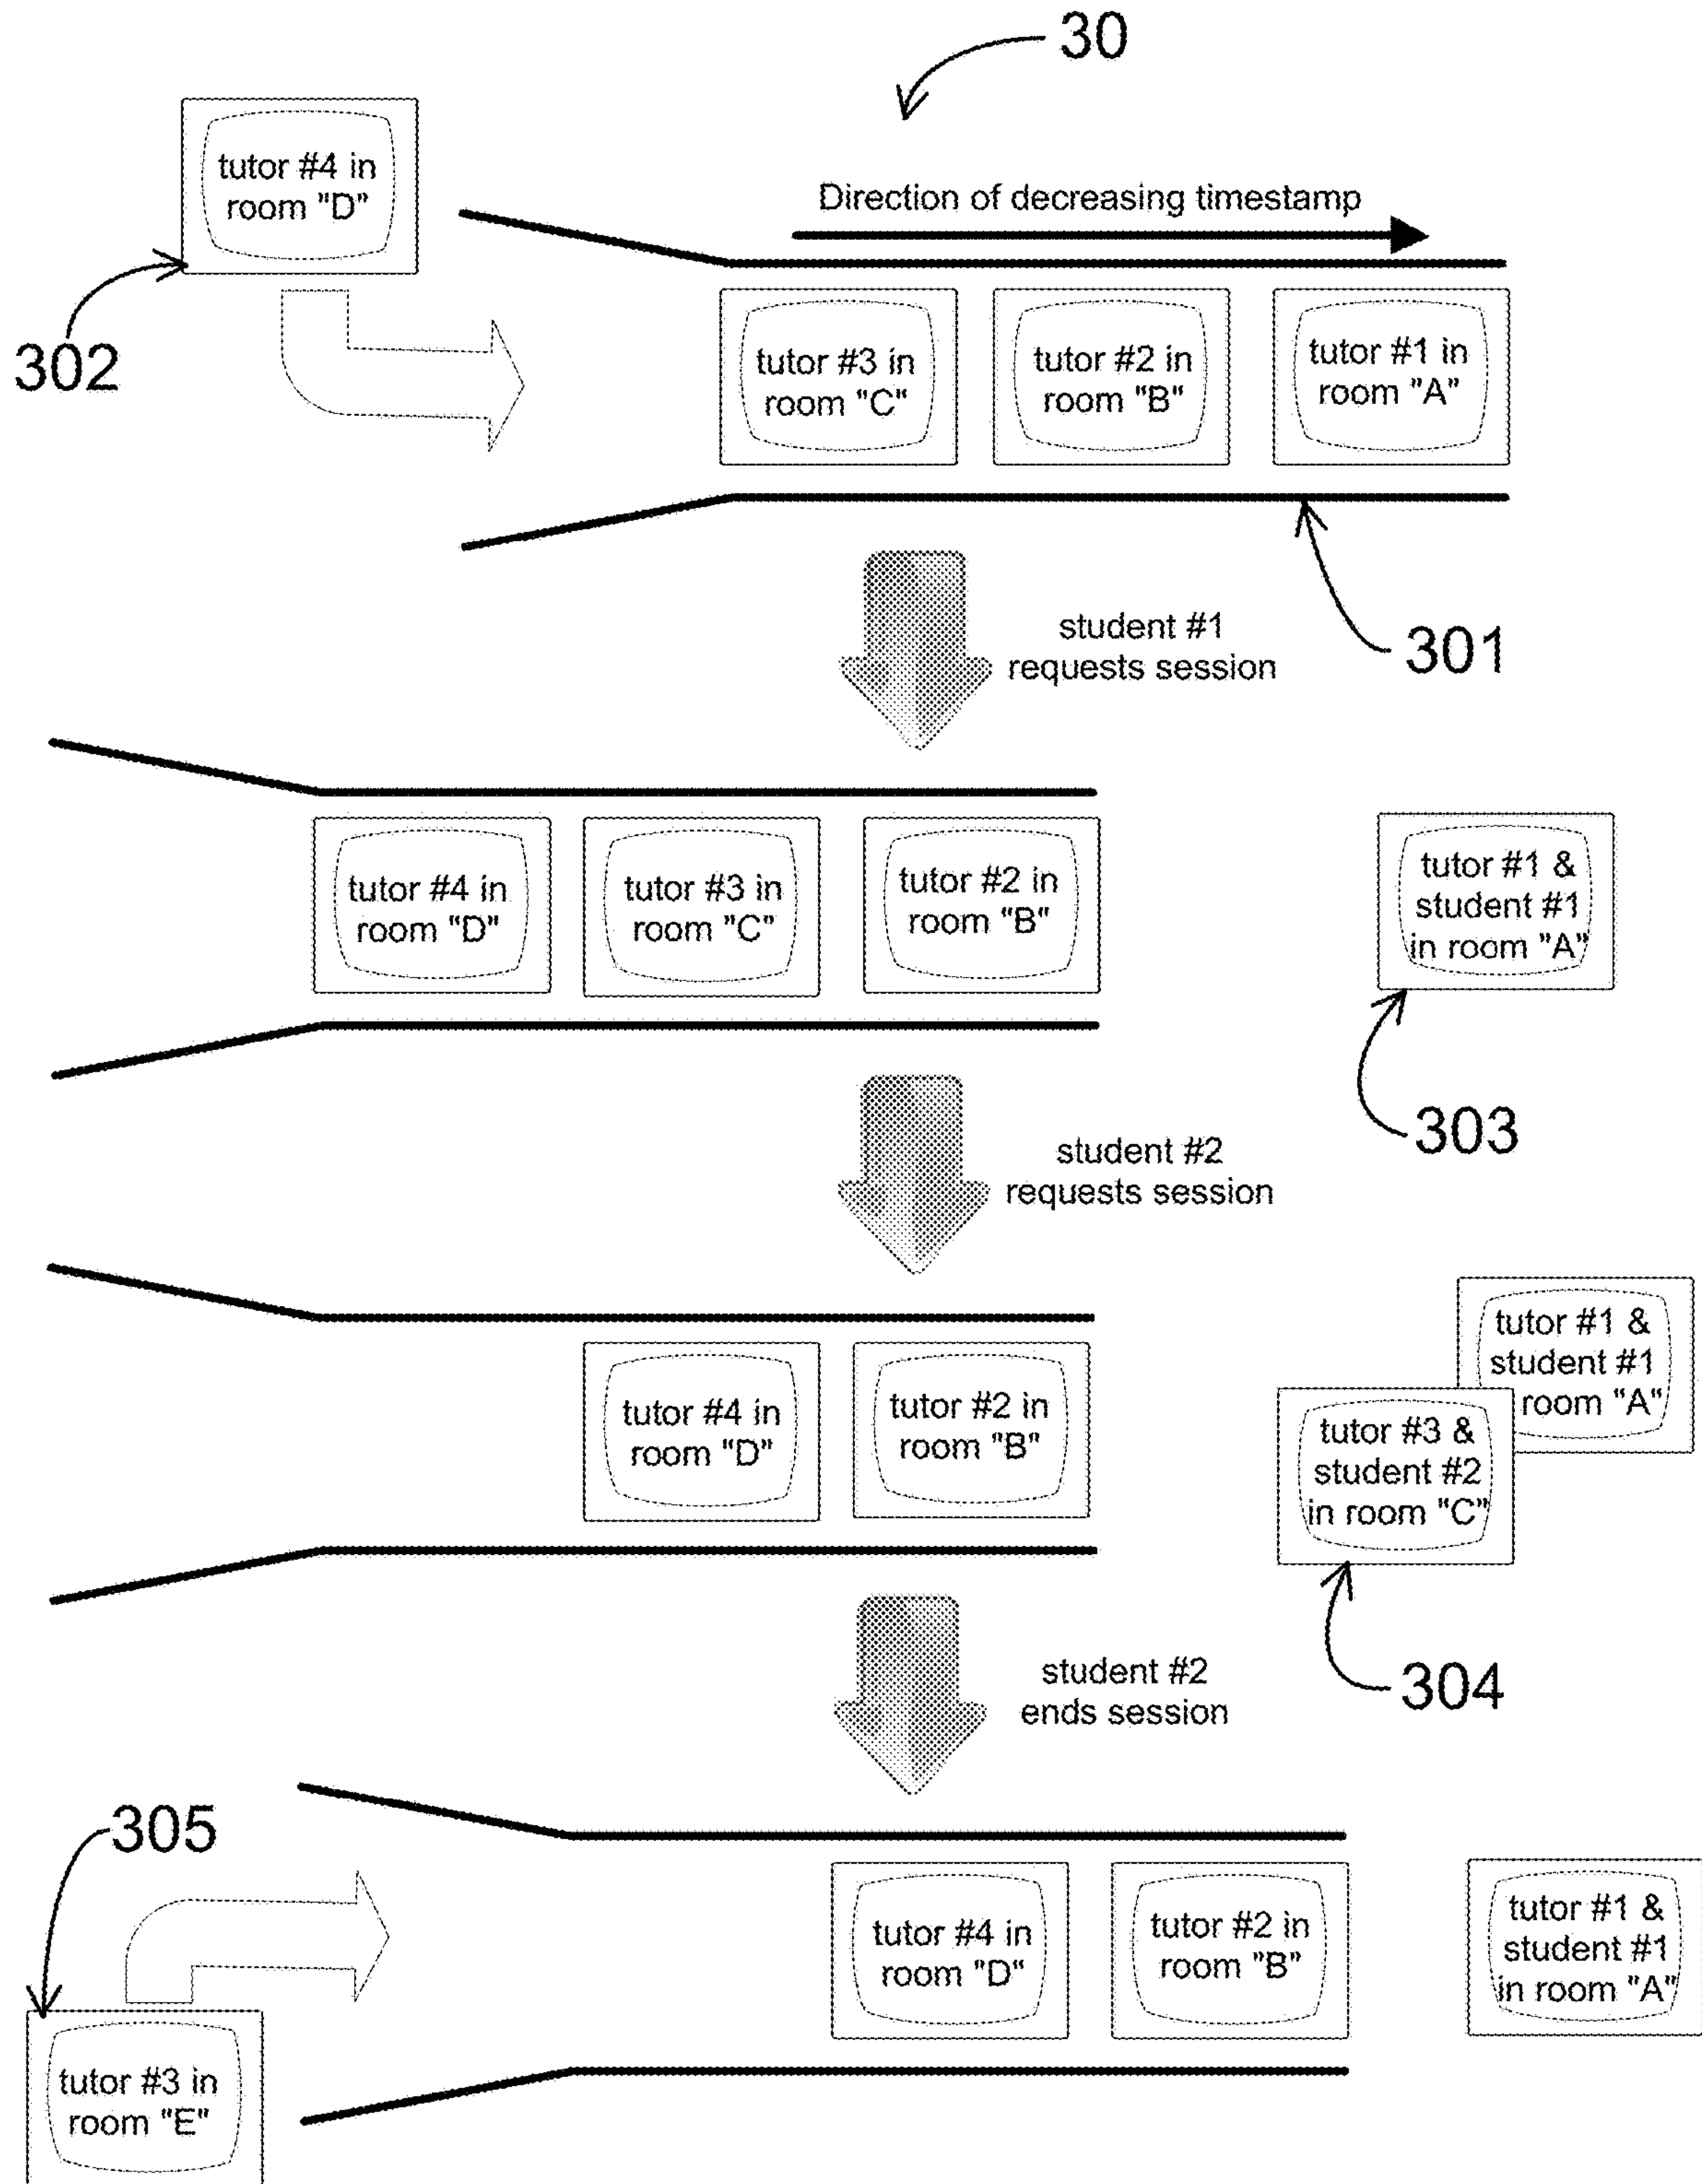 30
tutor #4 in
room "D"
Direction of decreasing timestamp
302
tutor #3 in
room "C"
tutor #2 in
room "B"
tutor #1 in
room "A"
student #1
requests session
301
tutor #4 in
room "D"
tutor #3 in
room "C"
tutor #2 in
room "B"
tutor #1 &
student #1
in room "A"
303
student #2
requests session
tutor #4 in
room "D"
tutor #2 in
room "B"
tutor #1 &
student #1
room "A"
tutor #3 &
student #2
in room "C"
304
student #2
ends session
305
tutor #4 in
room "D"
tutor #2 in
room "B"
tutor #1 &
student #1
in room "A"
tutor #3 in
room "E"